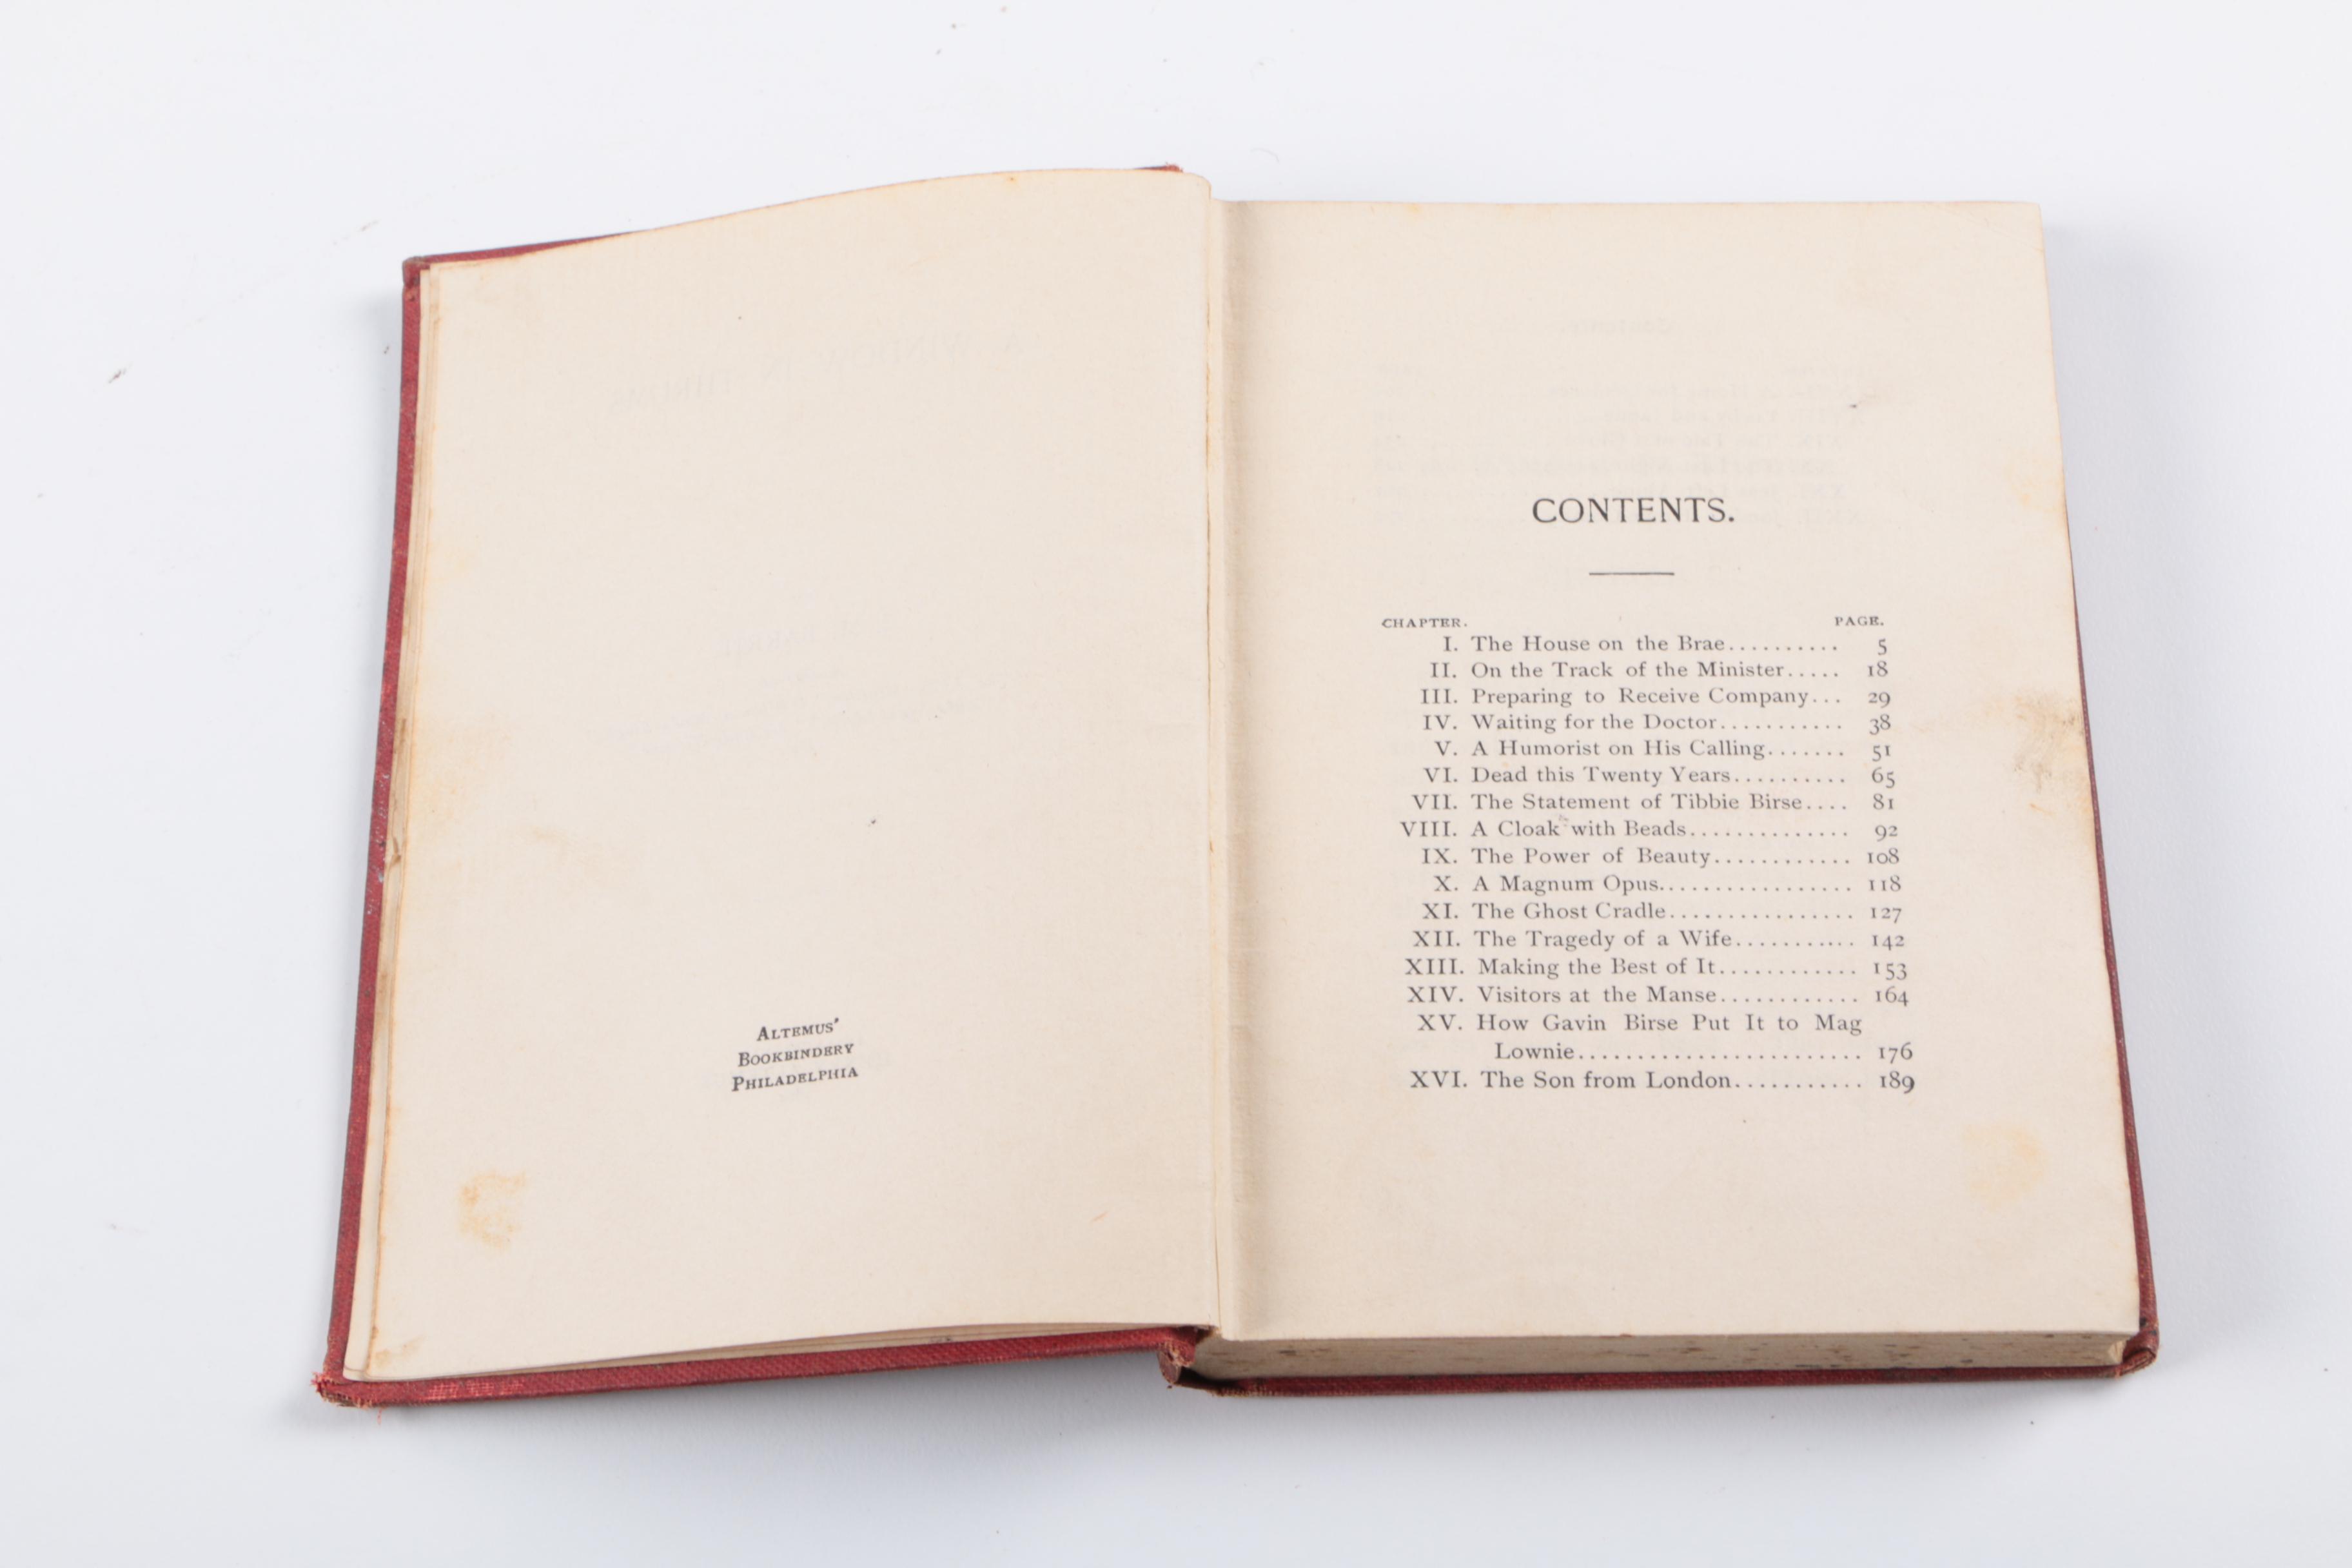 ALTEMUS'
BOOKBINDERY
PHILADELPHIA
CONTENTS.
CHAPTER. PAGE.
I. The House on the Brae.......... 5
II. On the Track of the Minister..... 18
III. Preparing to Receive Company... 29
IV. Waiting for the Doctor........... 38
V. A Humorist on His Calling....... 51
VI. Dead this Twenty Years.......... 65
VII. The Statement of Tibbie Birse.... 81
VIII. A Cloak with Beads.............. 92
IX. The Power of Beauty............ 108
X. A Magnum Opus................. 118
XI. The Ghost Cradle................ 127
XII. The Tragedy of a Wife........... 142
XIII. Making the Best of It............ 153
XIV. Visitors at the Manse............ 164
XV. How Gavin Birse Put It to Mag
Lownie........................ 176
XVI. The Son from London........... 189